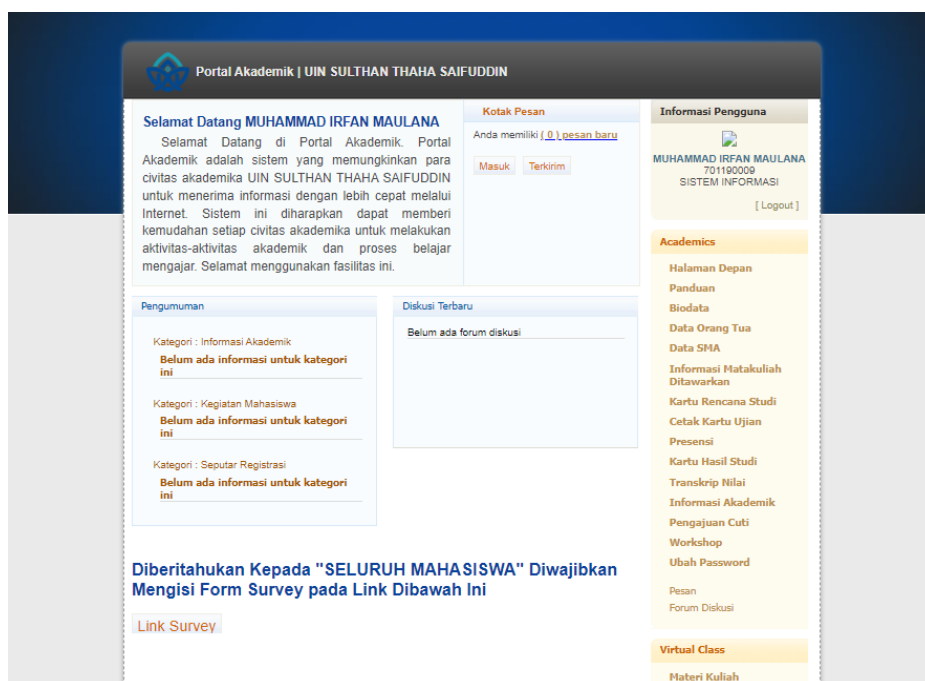 Portal Akademik | UIN SULTHAN THAHA SAIFUDDIN
Selamat Datang MUHAMMAD IRFAN MAULANA
Selamat Datang di Portal Akademik. Portal
Akademik adalah sistem yang memungkinkan para
civitas akademika UIN SULTHAN THAHA SAIFUDDIN
untuk menerima informasi dengan lebih cepat melalui
Internet. Sistem ini diharapkan dapat memberi
kemudahan setiap civitas akademika untuk melakukan
aktivitas-aktivitas akademik dan proses belajar
mengajar. Selamat menggunakan fasilitas ini.
Kotak Pesan
Anda memiliki ( 0 ) pesan baru
Masuk Terkirim
Pengumuman
Kategori : Informasi Akademik
Belum ada informasi untuk kategori
ini
Kategori : Kegiatan Mahasiswa
Belum ada informasi untuk kategori
ini
Kategori : Seputar Registrasi
Belum ada informasi untuk kategori
ini
Diskusi Terbaru
Belum ada forum diskusi
Diberitahukan Kepada "SELURUH MAHASISWA" Diwajibkan
Mengisi Form Survey pada Link Dibawah Ini
Link Survey
Informasi Pengguna
MUHAMMAD IRFAN MAULANA
701190009
SISTEM INFORMASI
[ Logout ]
Academics
Halaman Depan
Panduan
Biodata
Data Orang Tua
Data SMA
Informasi Matakuliah
Ditawarkan
Kartu Rencana Studi
Cetak Kartu Ujian
Presensi
Kartu Hasil Studi
Transkrip Nilai
Informasi Akademik
Pengajuan Cuti
Workshop
Ubah Password
Pesan
Forum Diskusi
Virtual Class
Materi Kuliah